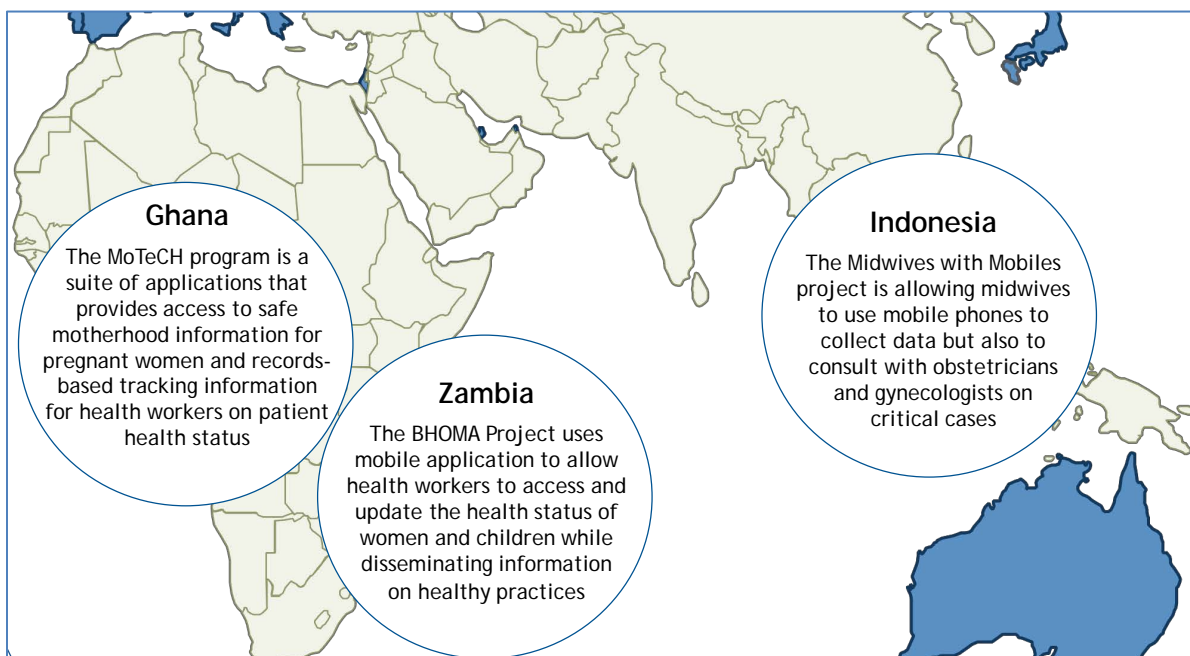 Ghana
The MoTeCH program is a
suite of applications that
provides access to safe
motherhood information for
pregnant women and records-
based tracking information
for health workers on patient
health status
Zambia
The BHOMA Project uses
mobile application to allow
health workers to access and
update the health status of
women and children while
disseminating information
on healthy practices
Indonesia
The Midwives with Mobiles
project is allowing midwives
to use mobile phones to
collect data but also to
consult with obstetricians
and gynecologists on
critical cases